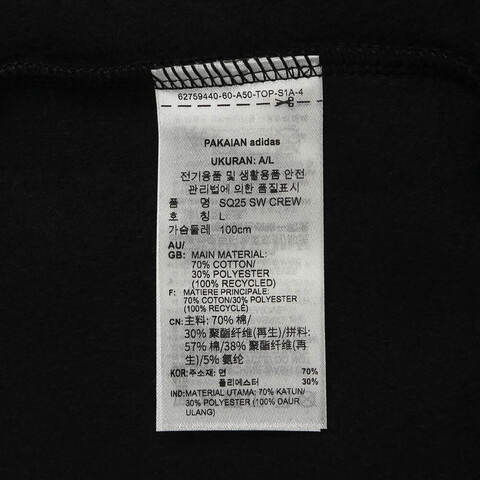 62759440-60-A50-TOP-S1A-4
PAKAIAN adidas
UKURAN: A/L
전기용품 및 생활용품 안전
관리법에 의한 품질표시
품 명 SQ25 SW CREW
호 칭 L
가슴둘레 100cm
AU/
GB: MAIN MATERIAL:
70% COTTON/
30% POLYESTER
(100% RECYCLED)
F: MATIERE PRINCIPALE:
70% COTON/30% POLYESTER
(100% RECYCLÉ)
CN: 主料: 70% 棉/
30% 聚酯纤维(再生)/拼料:
57% 棉/38% 聚酯纤维(再
生)/5% 氨纶
KOR: 주소재: 면 70%
폴리에스터 30%
IND: MATERIAL UTAMA: 70% KATUN/
30% POLYESTER (100% DAUR
ULANG)